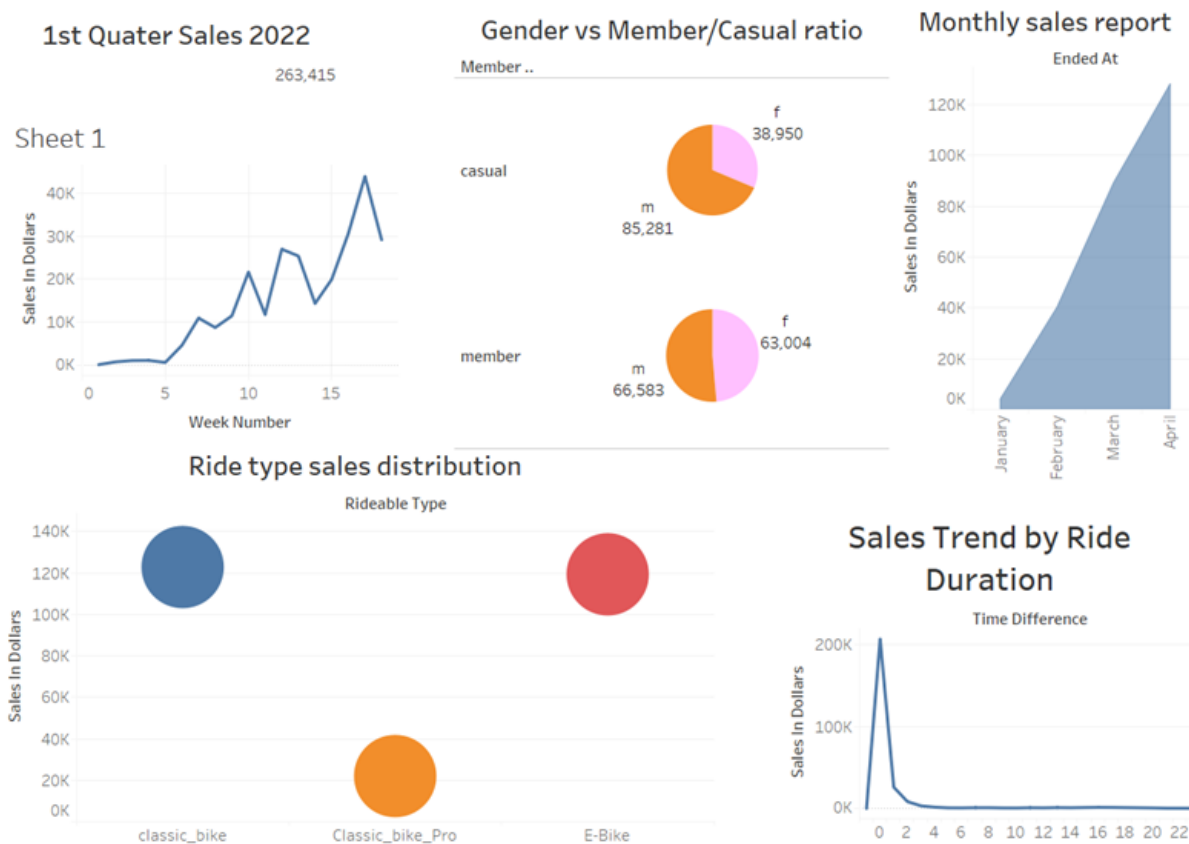 1st Quater Sales 2022
263,415
Sheet 1
Sales In Dollars
40K
30K
20K
10K
0K
0 5 10 15
Week Number
Gender vs Member/Casual ratio
Member ..
casual
f
38,950
m
85,281
member
f
63,004
m
66,583
Monthly sales report
Ended At
Sales In Dollars
120K
100K
80K
60K
40K
20K
0K
January
February
March
April
Ride type sales distribution
Rideable Type
Sales In Dollars
140K
120K
100K
80K
60K
40K
20K
0K
classic_bike Classic_bike_Pro E-Bike
Sales Trend by Ride
Duration
Time Difference
Sales In Dollars
200K
100K
0K
0 2 4 6 8 10 12 14 16 18 20 22